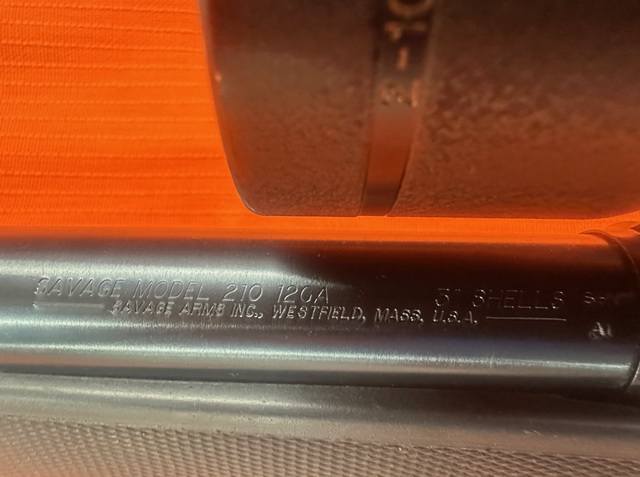 SAVAGE MODEL 210 12GA 3" SHELLS
SAVAGE ARMS INC., WESTFIELD, MASS. U.S.A.